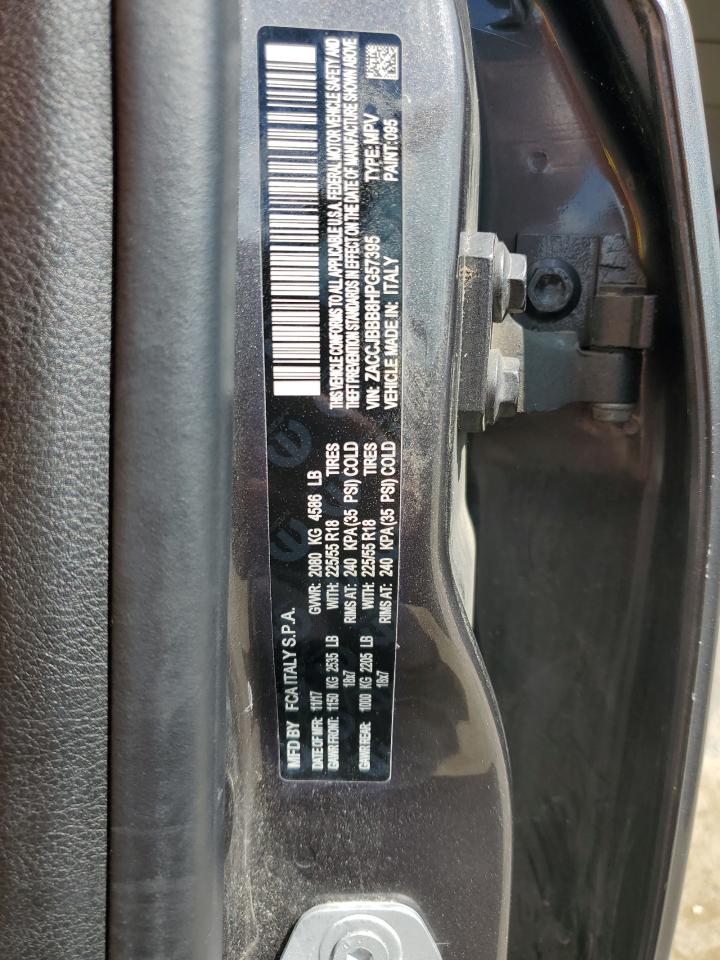 MFD BY FCA ITALY S.P.A.
DATE OF MFR: 11/17 GVWR: 2080 KG 4586 LB
GAWR FRONT: 1150 KG 2535 LB WITH: 225/55 R18 TIRES
18x7 RIMS AT: 240 KPA(35 PSI) COLD
GAWR REAR: 1000 KG 2205 LB WITH: 225/55 R18 TIRES
18x7 RIMS AT: 240 KPA(35 PSI) COLD
THIS VEHICLE CONFORMS TO ALL APPLICABLE U.S.A. FEDERAL MOTOR VEHICLE SAFETY AND
THEFT PREVENTION STANDARDS IN EFFECT ON THE DATE OF MANUFACTURE SHOWN ABOVE.
VIN: ZACCJBBB8HPG57395 TYPE: MPV
VEHICLE MADE IN: ITALY PAINT: 095